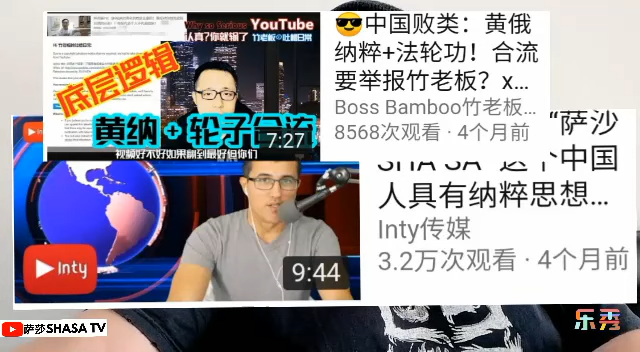 Why so Serious YouTube
认真?你就输了 竹老板@吐槽日常
底层逻辑
黄纳+轮子合流
视频好不好如果翻到最好但你们
7:27
😎中国败类:黄俄
纳粹+法轮功!合流
要举报竹老板?x...
Boss Bamboo竹老板...
8568次观看 · 4个月前
Inty
Inty
9:44
“萨沙
SHA SA” 这个中国
人具有纳粹思想...
Inty传媒
3.2万次观看 · 4个月前
萨莎SHASA TV
乐秀